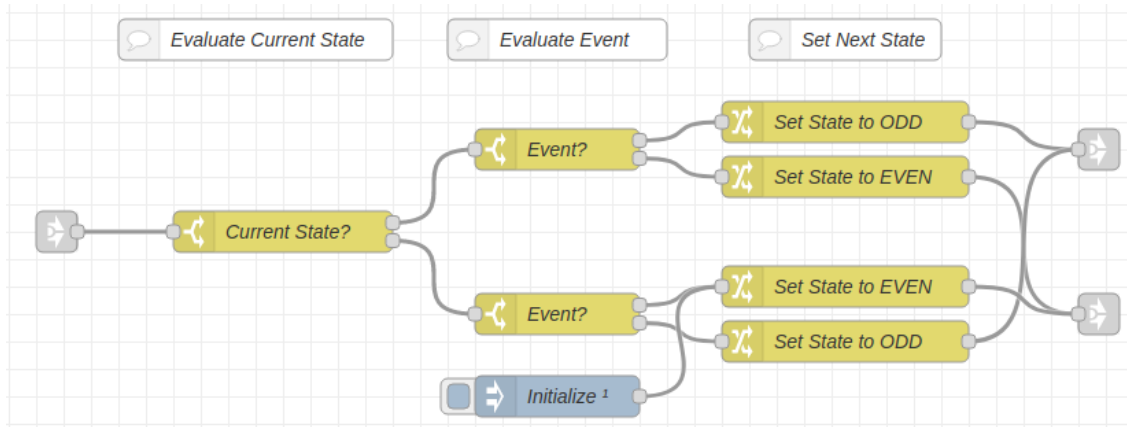 Evaluate Current State
Evaluate Event
Set Next State
Set State to ODD
Event?
Set State to EVEN
Current State?
Set State to EVEN
Event?
Set State to ODD
Initialize ¹